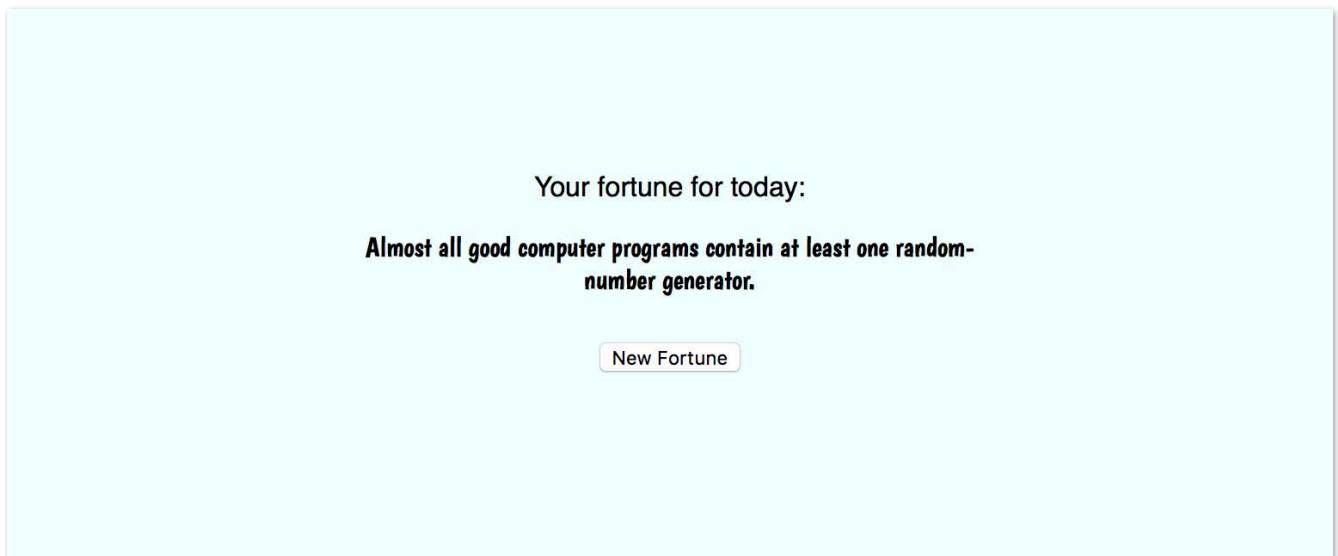 Your fortune for today:
Almost all good computer programs contain at least one random-
number generator.
New Fortune